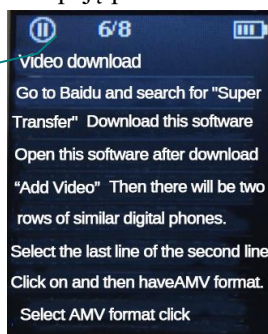 6/8
Video download
Go to Baidu and search for "Super
Transfer" Download this software
Open this software after download
“Add Video” Then there will be two
rows of similar digital phones.
Select the last line of the second line
Click on and then haveAMV format.
Select AMV format click